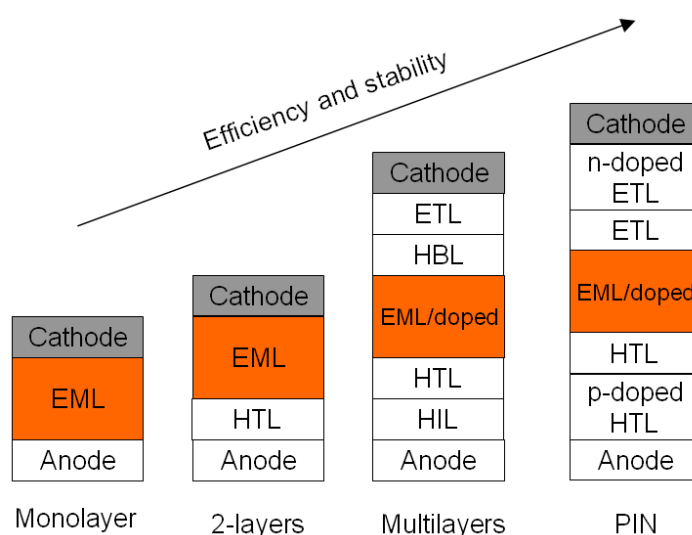 Efficiency and stability
Cathode
EML
Anode
Monolayer
Cathode
EML
HTL
Anode
2-layers
Cathode
ETL
HBL
EML/doped
HTL
HIL
Anode
Multilayers
Cathode
n-doped
ETL
ETL
EML/doped
HTL
p-doped
HTL
Anode
PIN